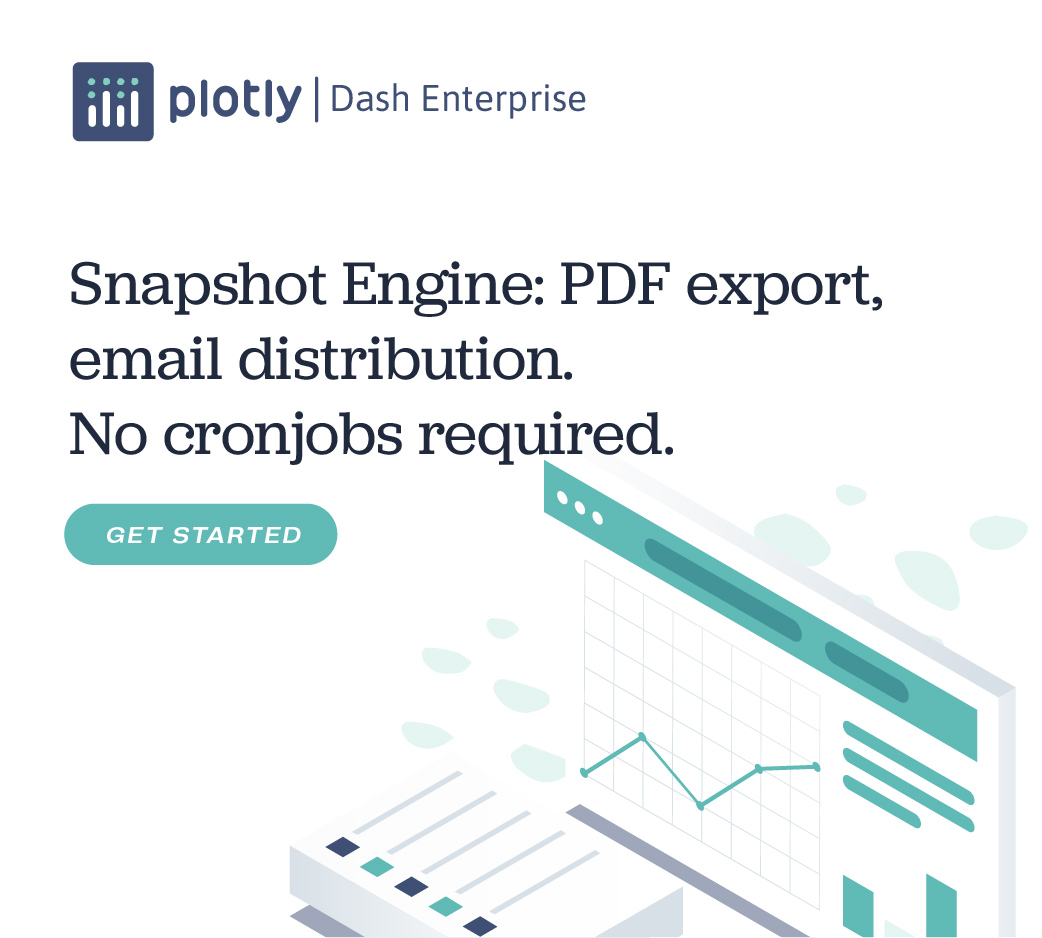 plotly | Dash Enterprise
Snapshot Engine: PDF export,
email distribution.
No cronjobs required.
GET STARTED